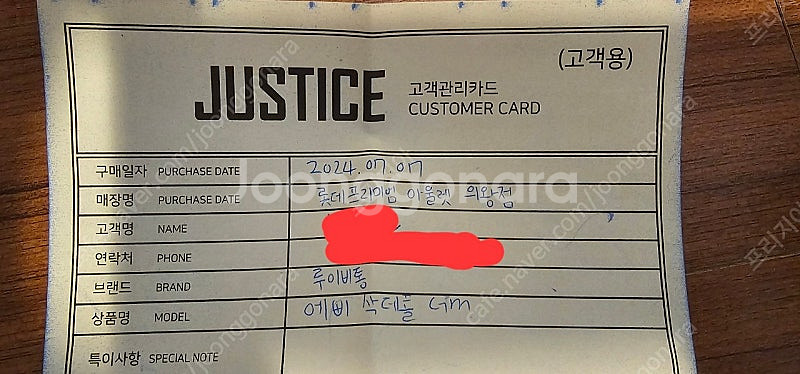 (고객용)
JUSTICE
고객관리카드
CUSTOMER CARD
구매일자 PURCHASE DATE 2024.07.07
매장명 PURCHASE DATE 롯데프리미엄 아울렛 의왕점
고객명 NAME
연락처 PHONE
브랜드 BRAND 루이비통
상품명 MODEL 에삐 삭데폴 Gm
특이사항 SPECIAL NOTE
Joonggonara
cafe.naver.com/joonggonara